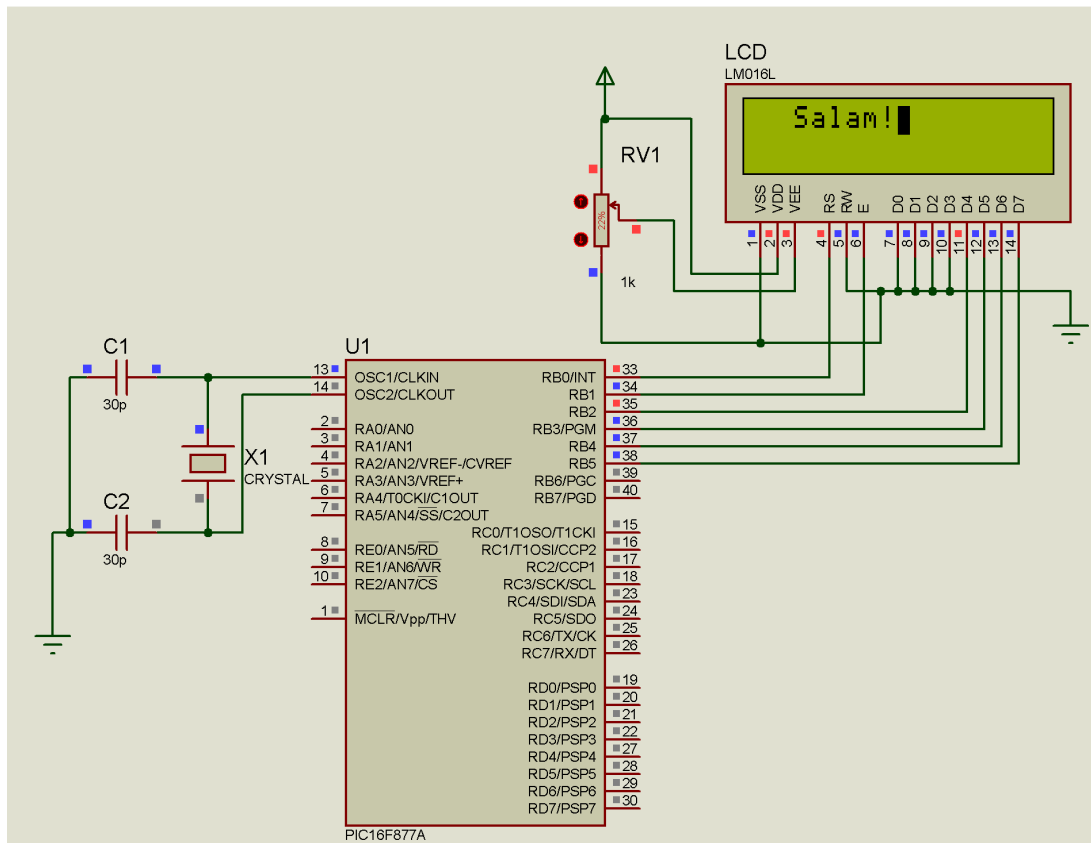 LCD
LM016L
Salam!
RV1
22%
1k
VSS
VDD
VEE
RS
RW
E
D0
D1
D2
D3
D4
D5
D6
D7
1
2
3
4
5
6
7
8
9
10
11
12
13
14
C1
30p
X1
CRYSTAL
C2
30p
U1
13 OSC1/CLKIN RB0/INT 33
14 OSC2/CLKOUT RB1 34
RB2 35
2 RA0/AN0 RB3/PGM 36
3 RA1/AN1 RB4 37
4 RA2/AN2/VREF-/CVREF RB5 38
5 RA3/AN3/VREF+ RB6/PGC 39
6 RA4/T0CKI/C1OUT RB7/PGD 40
7 RA5/AN4/SS/C2OUT
RC0/T1OSO/T1CKI 15
8 RE0/AN5/RD RC1/T1OSI/CCP2 16
9 RE1/AN6/WR RC2/CCP1 17
10 RE2/AN7/CS RC3/SCK/SCL 18
RC4/SDI/SDA 23
1 MCLR/Vpp/THV RC5/SDO 24
RC6/TX/CK 25
RC7/RX/DT 26
RD0/PSP0 19
RD1/PSP1 20
RD2/PSP2 21
RD3/PSP3 22
RD4/PSP4 27
RD5/PSP5 28
RD6/PSP6 29
RD7/PSP7 30
PIC16F877A